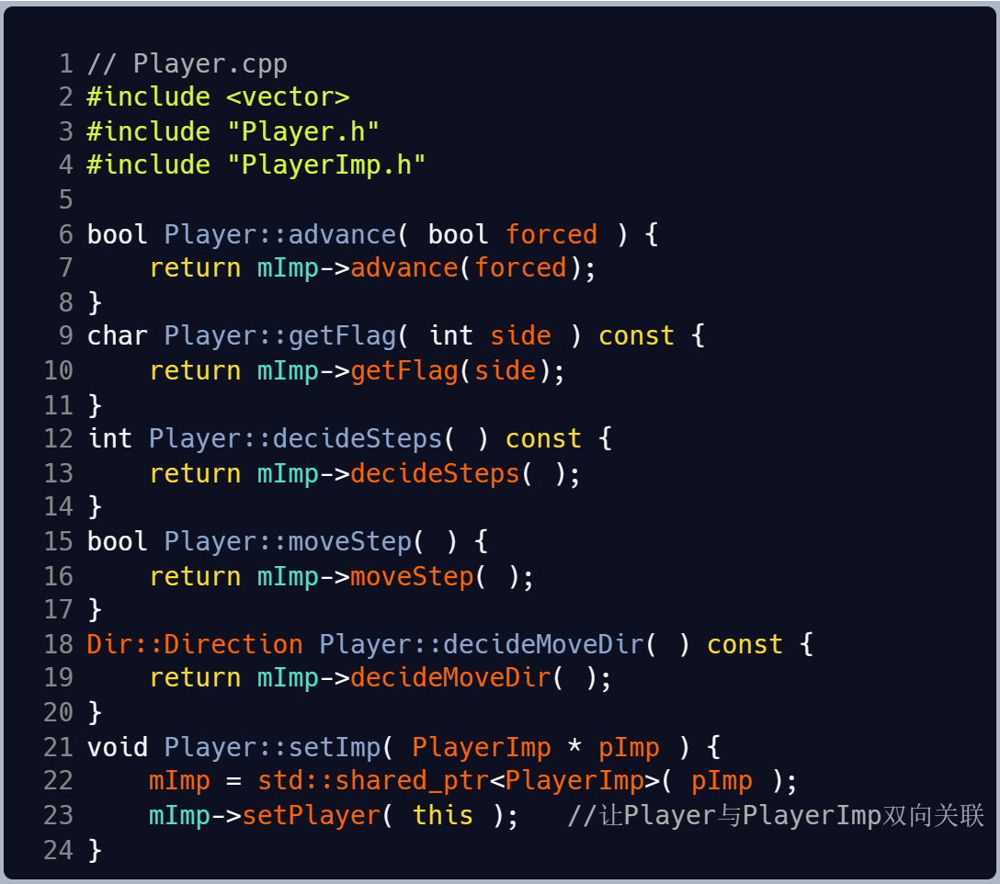 1 // Player.cpp
2 #include <vector>
3 #include "Player.h"
4 #include "PlayerImp.h"
5
6 bool Player::advance( bool forced ) {
7     return mImp->advance(forced);
8 }
9 char Player::getFlag( int side ) const {
10     return mImp->getFlag(side);
11 }
12 int Player::decideSteps( ) const {
13     return mImp->decideSteps( );
14 }
15 bool Player::moveStep( ) {
16     return mImp->moveStep( );
17 }
18 Dir::Direction Player::decideMoveDir( ) const {
19     return mImp->decideMoveDir( );
20 }
21 void Player::setImp( PlayerImp * pImp ) {
22     mImp = std::shared_ptr<PlayerImp>( pImp );
23     mImp->setPlayer( this );   //让Player与PlayerImp双向关联
24 }